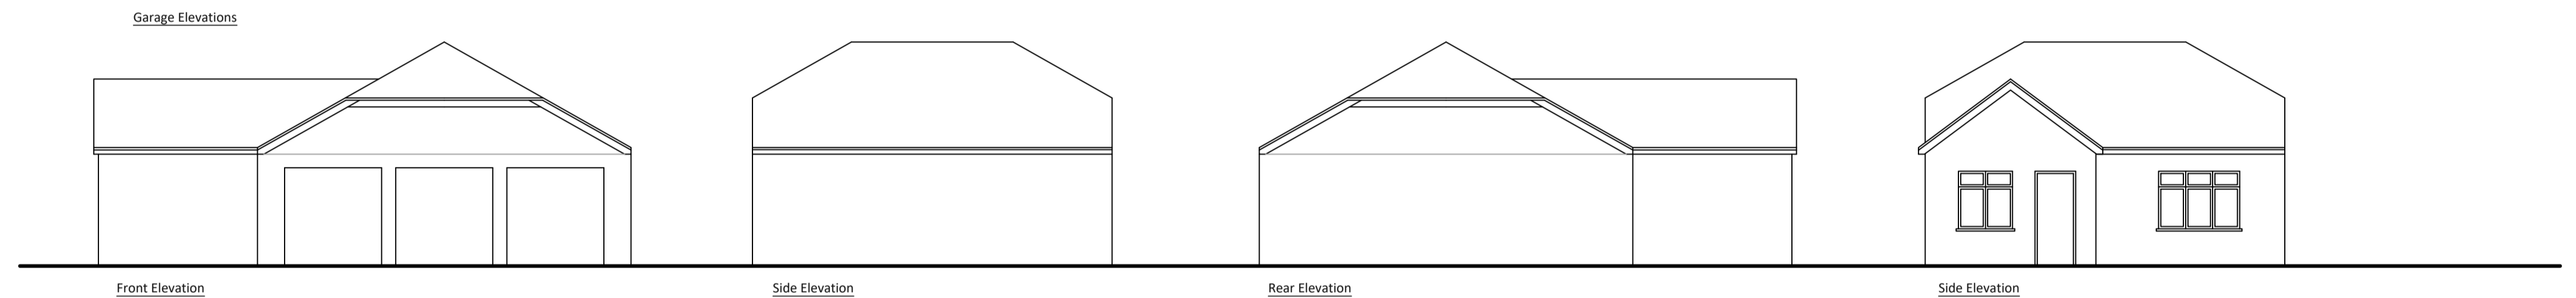 Garage Elevations
Front Elevation
Side Elevation
Rear Elevation
Side Elevation